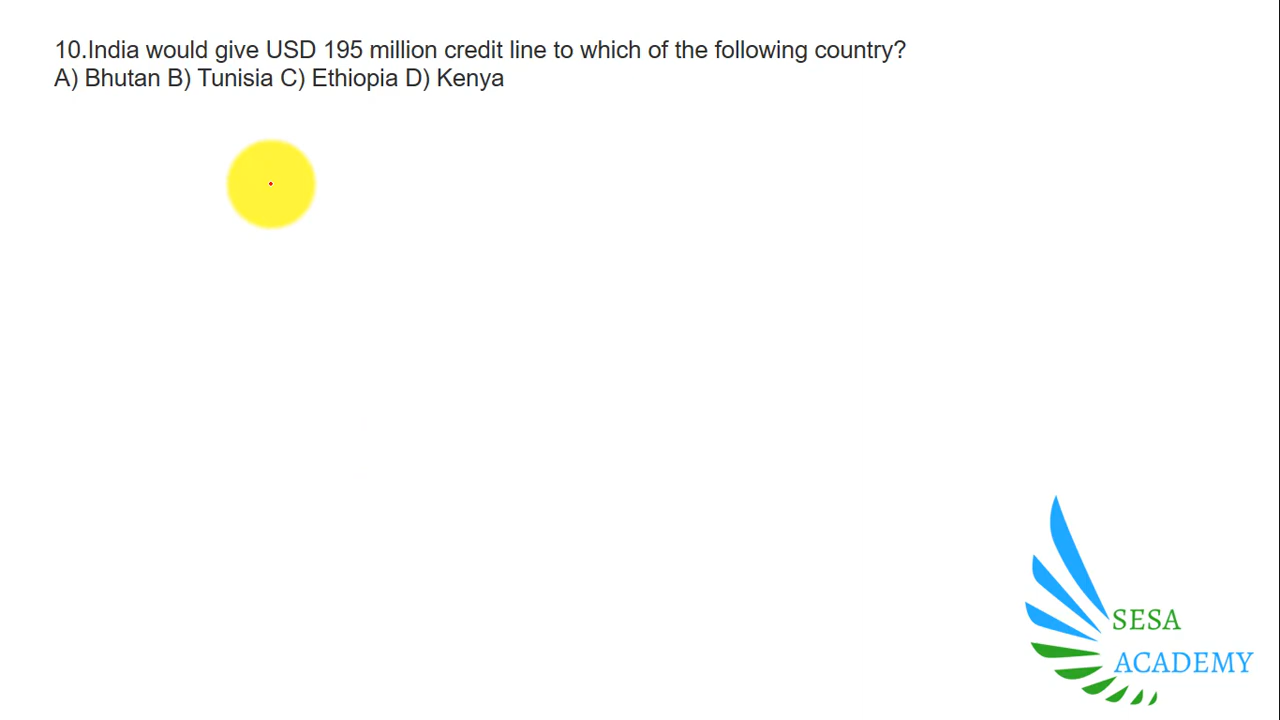 10.India would give USD 195 million credit line to which of the following country?
A) Bhutan B) Tunisia C) Ethiopia D) Kenya
SESA
ACADEMY